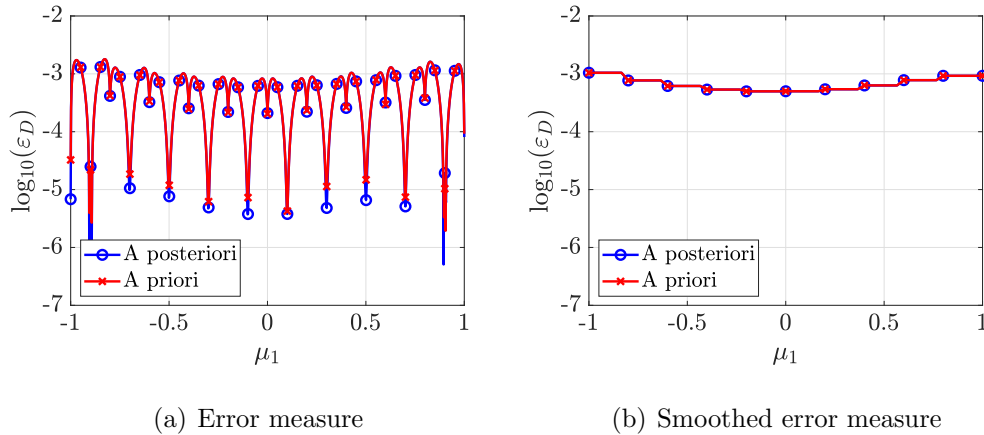 -2
-3
-4
-5
-6
-7
log₁₀(ε_D)
A posteriori
A priori
-1 -0.5 0 0.5 1
μ₁
(a) Error measure
-2
-3
-4
-5
-6
-7
log₁₀(ε_D)
A posteriori
A priori
-1 -0.5 0 0.5 1
μ₁
(b) Smoothed error measure